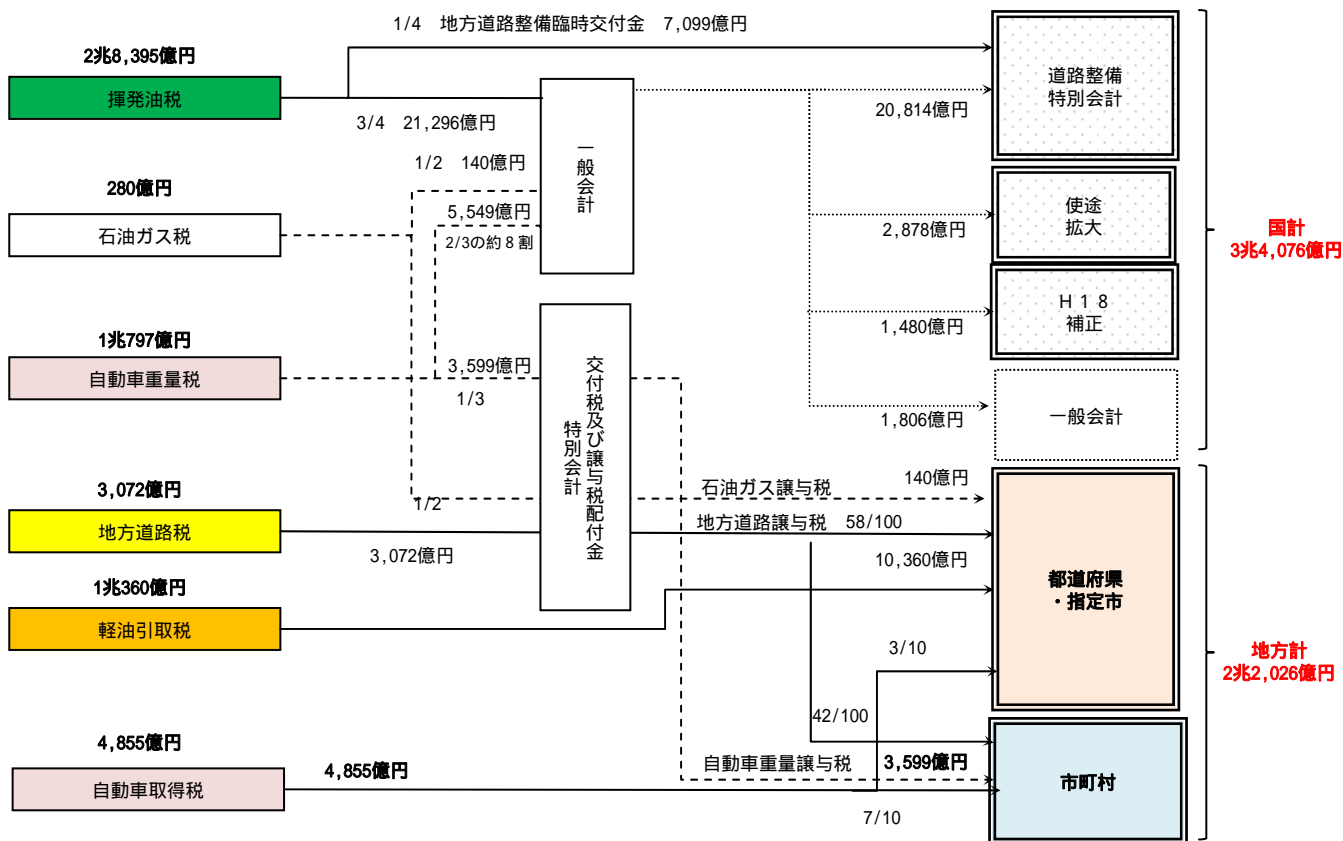 1/4 地方道路整備臨時交付金 7,099億円
2兆8,395億円
揮発油税
3/4 21,296億円
1/2 140億円
280億円
石油ガス税
5,549億円
2/3の約８割
一般会計
1兆797億円
自動車重量税
3,599億円
1/3
交付税及び譲与税配付金
特別会計
3,072億円
地方道路税
1/2
3,072億円
1兆360億円
軽油引取税
4,855億円
自動車取得税
4,855億円
道路整備
特別会計
20,814億円
使途
拡大
2,878億円
Ｈ１８
補正
1,480億円
一般会計
1,806億円
国計
3兆4,076億円
石油ガス譲与税 140億円
地方道路譲与税 58/100
10,360億円
都道府県
・指定市
3/10
42/100
地方計
2兆2,026億円
自動車重量譲与税 3,599億円
市町村
7/10